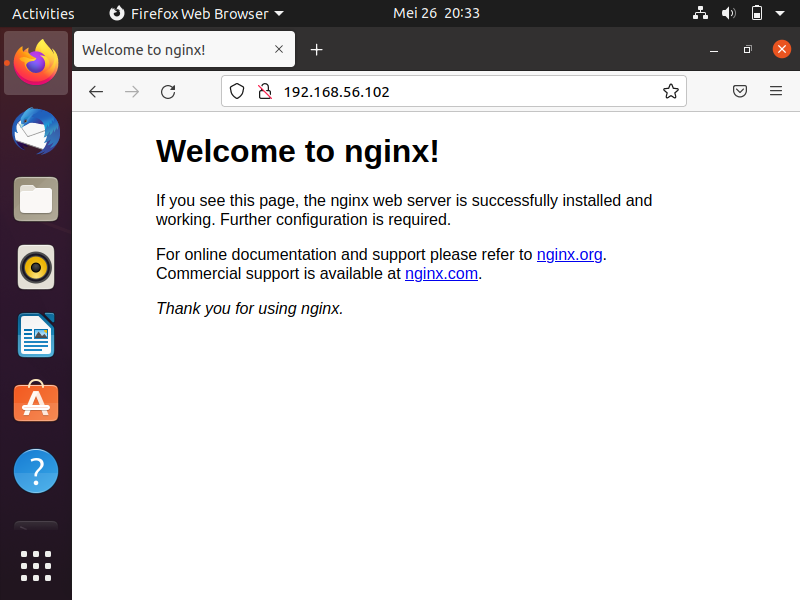 Activities
Firefox Web Browser
Mei 26 20:33
Welcome to nginx!
192.168.56.102
Welcome to nginx!
If you see this page, the nginx web server is successfully installed and
working. Further configuration is required.
For online documentation and support please refer to nginx.org.
Commercial support is available at nginx.com.
Thank you for using nginx.